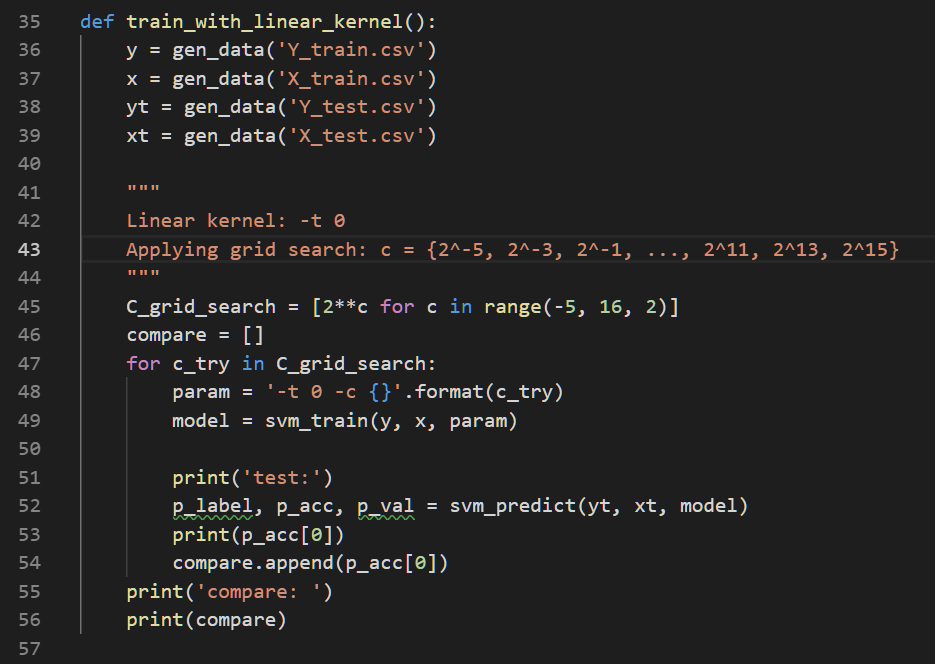 35 def train_with_linear_kernel():
36     y = gen_data('Y_train.csv')
37     x = gen_data('X_train.csv')
38     yt = gen_data('Y_test.csv')
39     xt = gen_data('X_test.csv')
40
41     """
42     Linear kernel: -t 0
43     Applying grid search: c = {2^-5, 2^-3, 2^-1, ..., 2^11, 2^13, 2^15}
44     """
45     C_grid_search = [2**c for c in range(-5, 16, 2)]
46     compare = []
47     for c_try in C_grid_search:
48         param = '-t 0 -c {}'.format(c_try)
49         model = svm_train(y, x, param)
50
51         print('test:')
52         p_label, p_acc, p_val = svm_predict(yt, xt, model)
53         print(p_acc[0])
54         compare.append(p_acc[0])
55     print('compare: ')
56     print(compare)
57